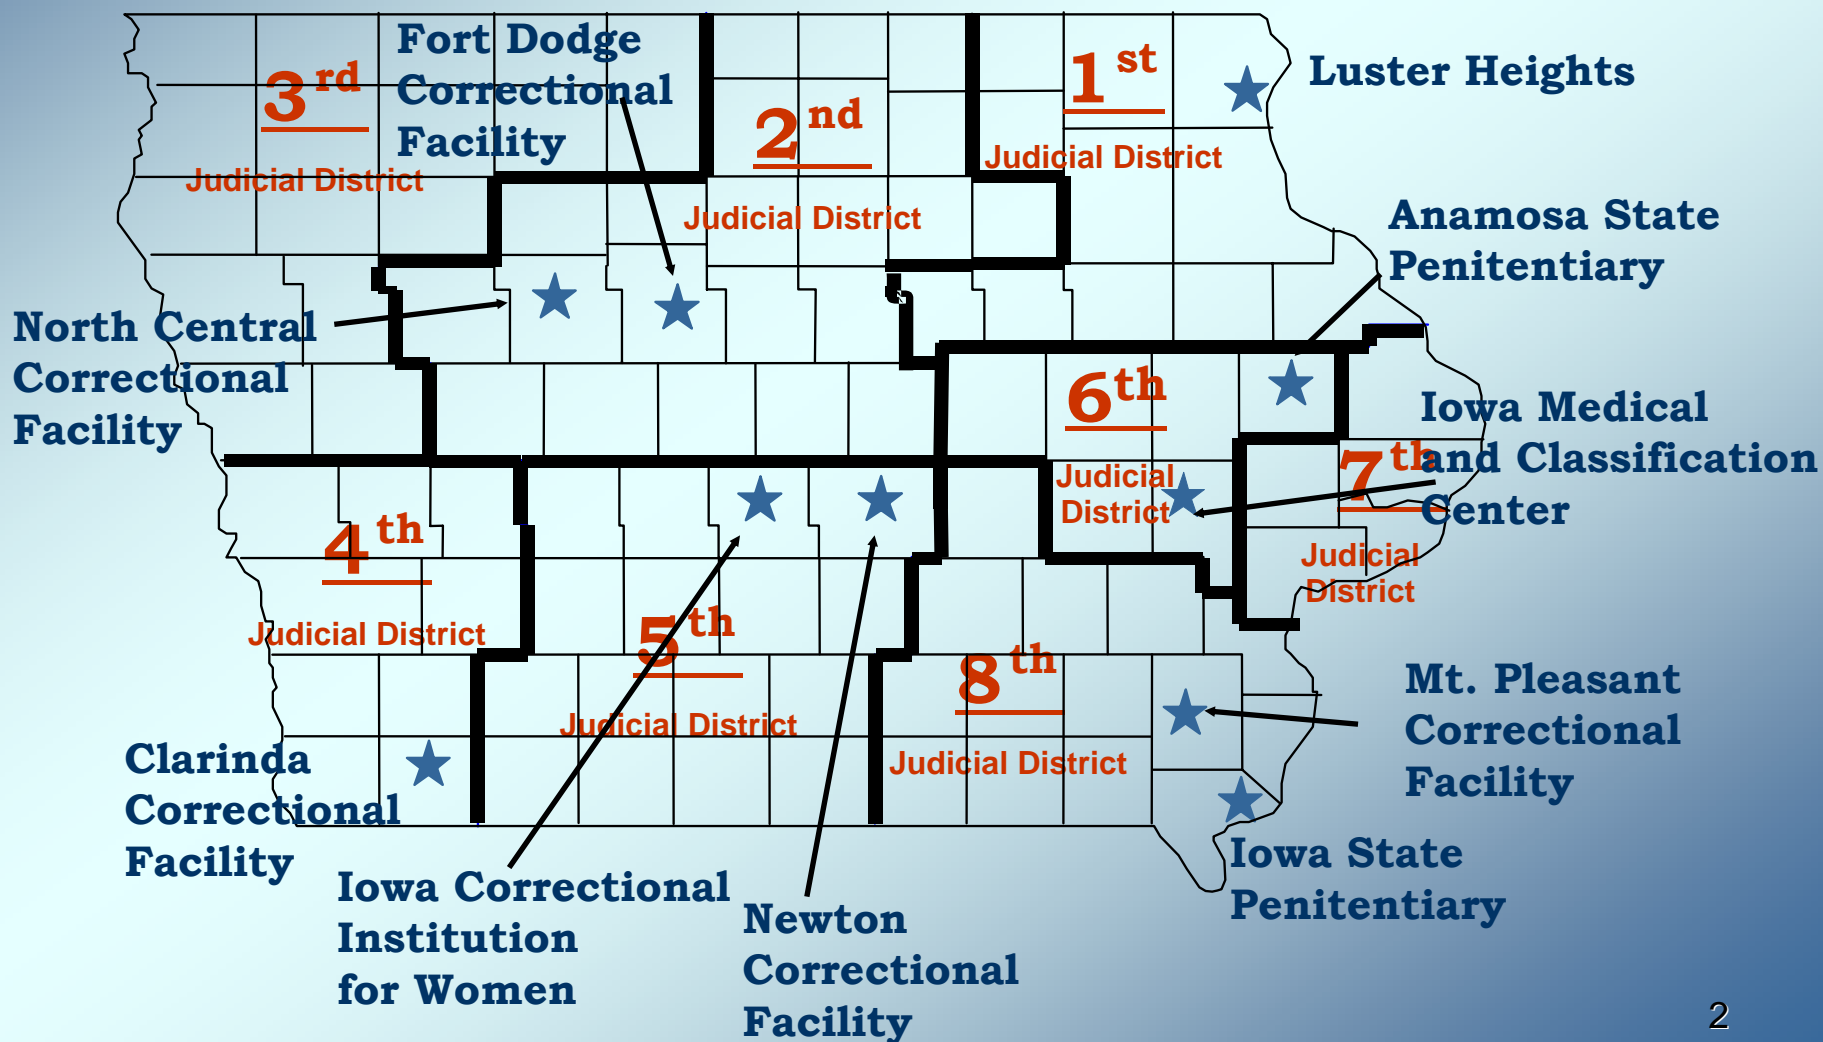 Fort Dodge
Correctional
Facility
3rd
Judicial District
2nd
Judicial District
1st
Judicial District
Luster Heights
Anamosa State
Penitentiary
North Central
Correctional
Facility
6th
Judicial
District
Iowa Medical
and Classification
Center
7th
Judicial
District
4th
Judicial District
5th
Judicial District
8th
Judicial District
Mt. Pleasant
Correctional
Facility
Clarinda
Correctional
Facility
Iowa State
Penitentiary
Iowa Correctional
Institution
for Women
Newton
Correctional
Facility
2